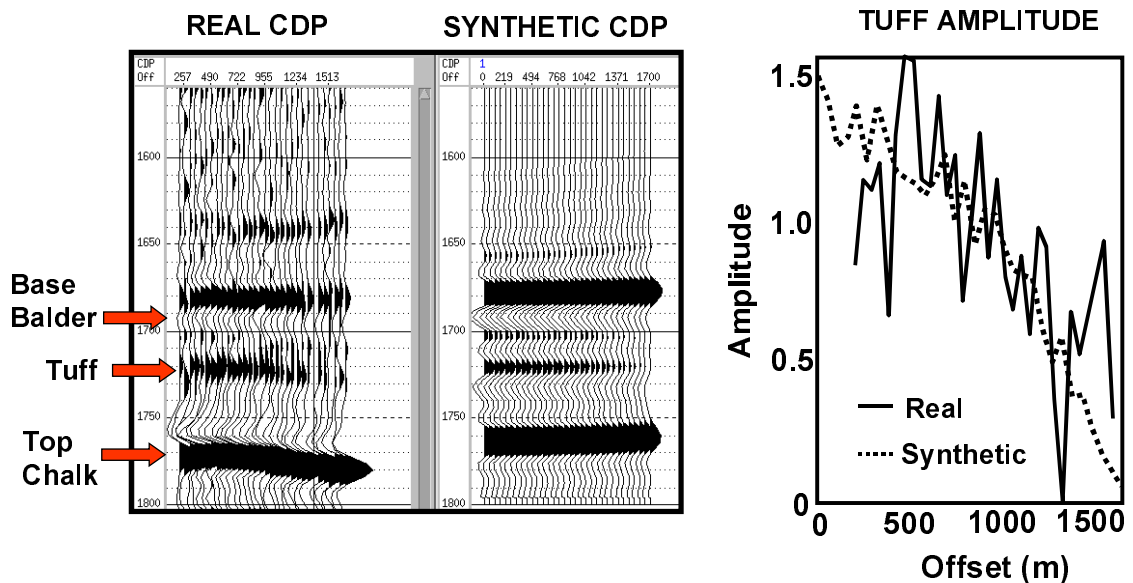 REAL CDP
SYNTHETIC CDP
TUFF AMPLITUDE
CDP
Off 257 490 722 955 1234 1513
1600
1650
1700
1750
1800
CDP 1
Off 0 219 494 768 1042 1371 1700
1600
1650
1700
1750
1800
Base
Balder
Tuff
Top
Chalk
Amplitude
1.5
1.0
0.5
0
Real
Synthetic
0 500 1000 1500
Offset (m)